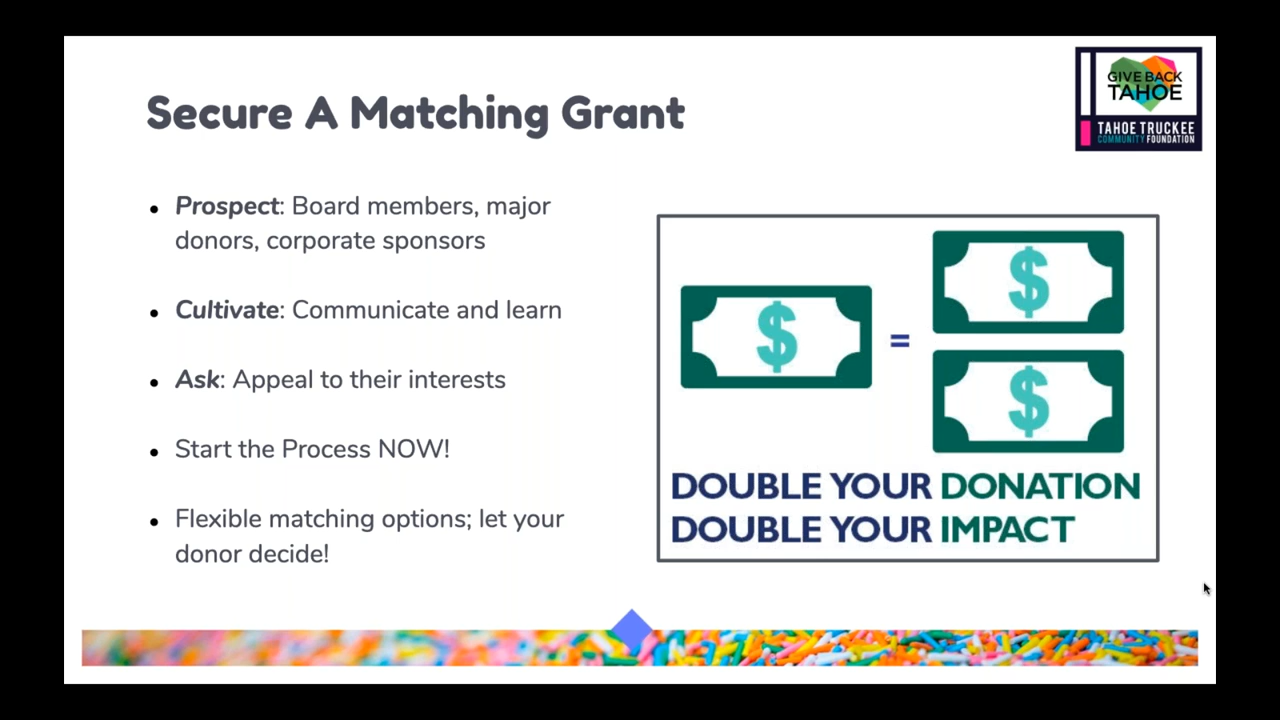 Secure A Matching Grant
GIVE BACK
TAHOE
TAHOE TRUCKEE
COMMUNITY FOUNDATION
• Prospect: Board members, major
donors, corporate sponsors
• Cultivate: Communicate and learn
• Ask: Appeal to their interests
• Start the Process NOW!
• Flexible matching options; let your
donor decide!
$ = $
$
DOUBLE YOUR DONATION
DOUBLE YOUR IMPACT